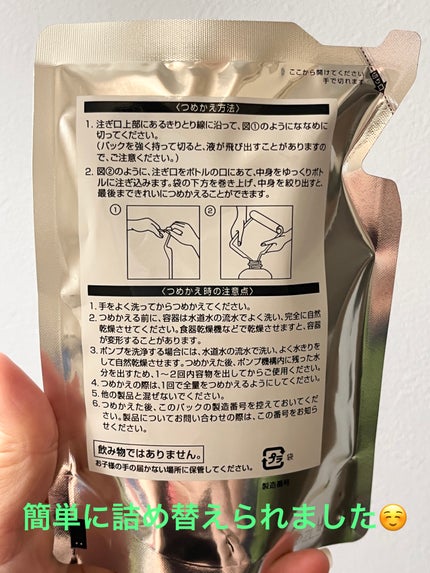 ここから開けてください
手で切れます
〈つめかえ方法〉
1. 注ぎ口上部にあるきりとり線に沿って、図①のようにななめに
切ってください。
(パックを強く持って切ると、液が飛び出すことがありますの
で、ご注意ください。)
2. 図②のように、注ぎ口をボトルの口にあて、中身をゆっくりボト
ルに注ぎ込みます。袋の下方を巻き上げ、中身を絞り出すと、
最後まできれいにつめかえることができます。
① ②
〈つめかえ時の注意点〉
1. 手をよく洗ってからつめかえてください。
2. つめかえる前に、容器は水道水の流水でよく洗い、完全に自然
乾燥させてください。食器乾燥機などで乾燥させますと、容器
が変形することがあります。
3. ポンプを洗浄する場合には、水道水の流水で洗い、よく水きりを
して自然乾燥させます。つめかえた後、ポンプ機構内に残った水
分を出すため、1~2回内容物を出してからご使用ください。
4. つめかえの際は、1回で全量をつめかえるようにしてください。
5. 他の製品と混ぜないでください。
6. つめかえた後、このパックの製造番号を控えておいてくだ
さい。製品についてお問い合わせの際は、この番号をお知ら
せください。
飲み物ではありません。
お子様の手の届かない場所に保管してください。
プラ 袋
製造番号
簡単に詰め替えられました☺️